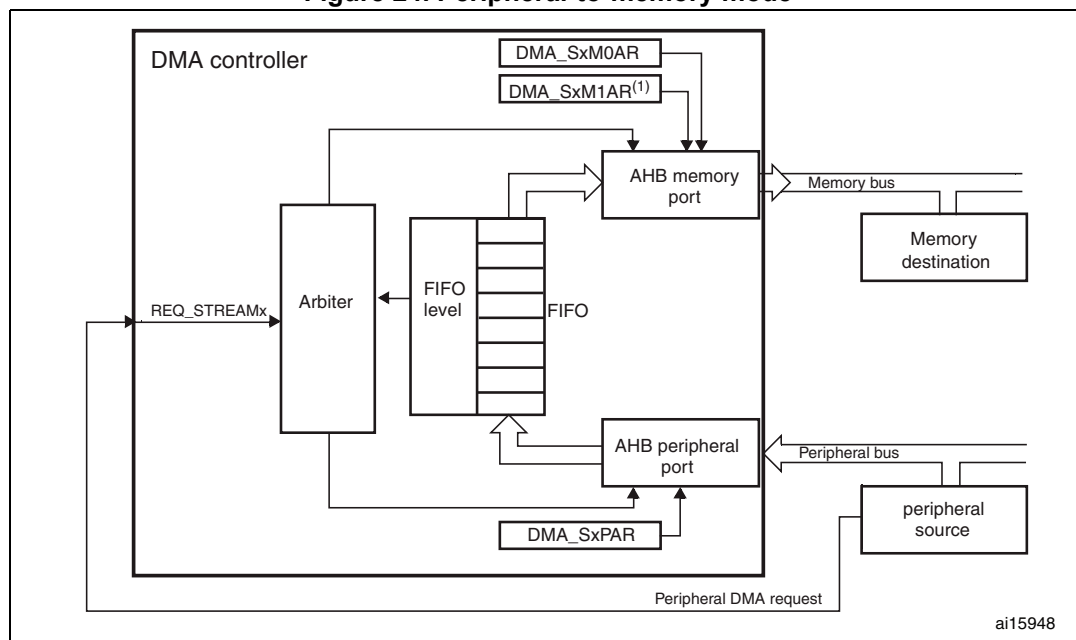 DMA controller
DMA_SxM0AR
DMA_SxM1AR(1)
AHB memory
port
Memory bus
Memory
destination
REQ_STREAMx
Arbiter
FIFO
level
FIFO
AHB peripheral
port
Peripheral bus
DMA_SxPAR
peripheral
source
Peripheral DMA request
ai15948